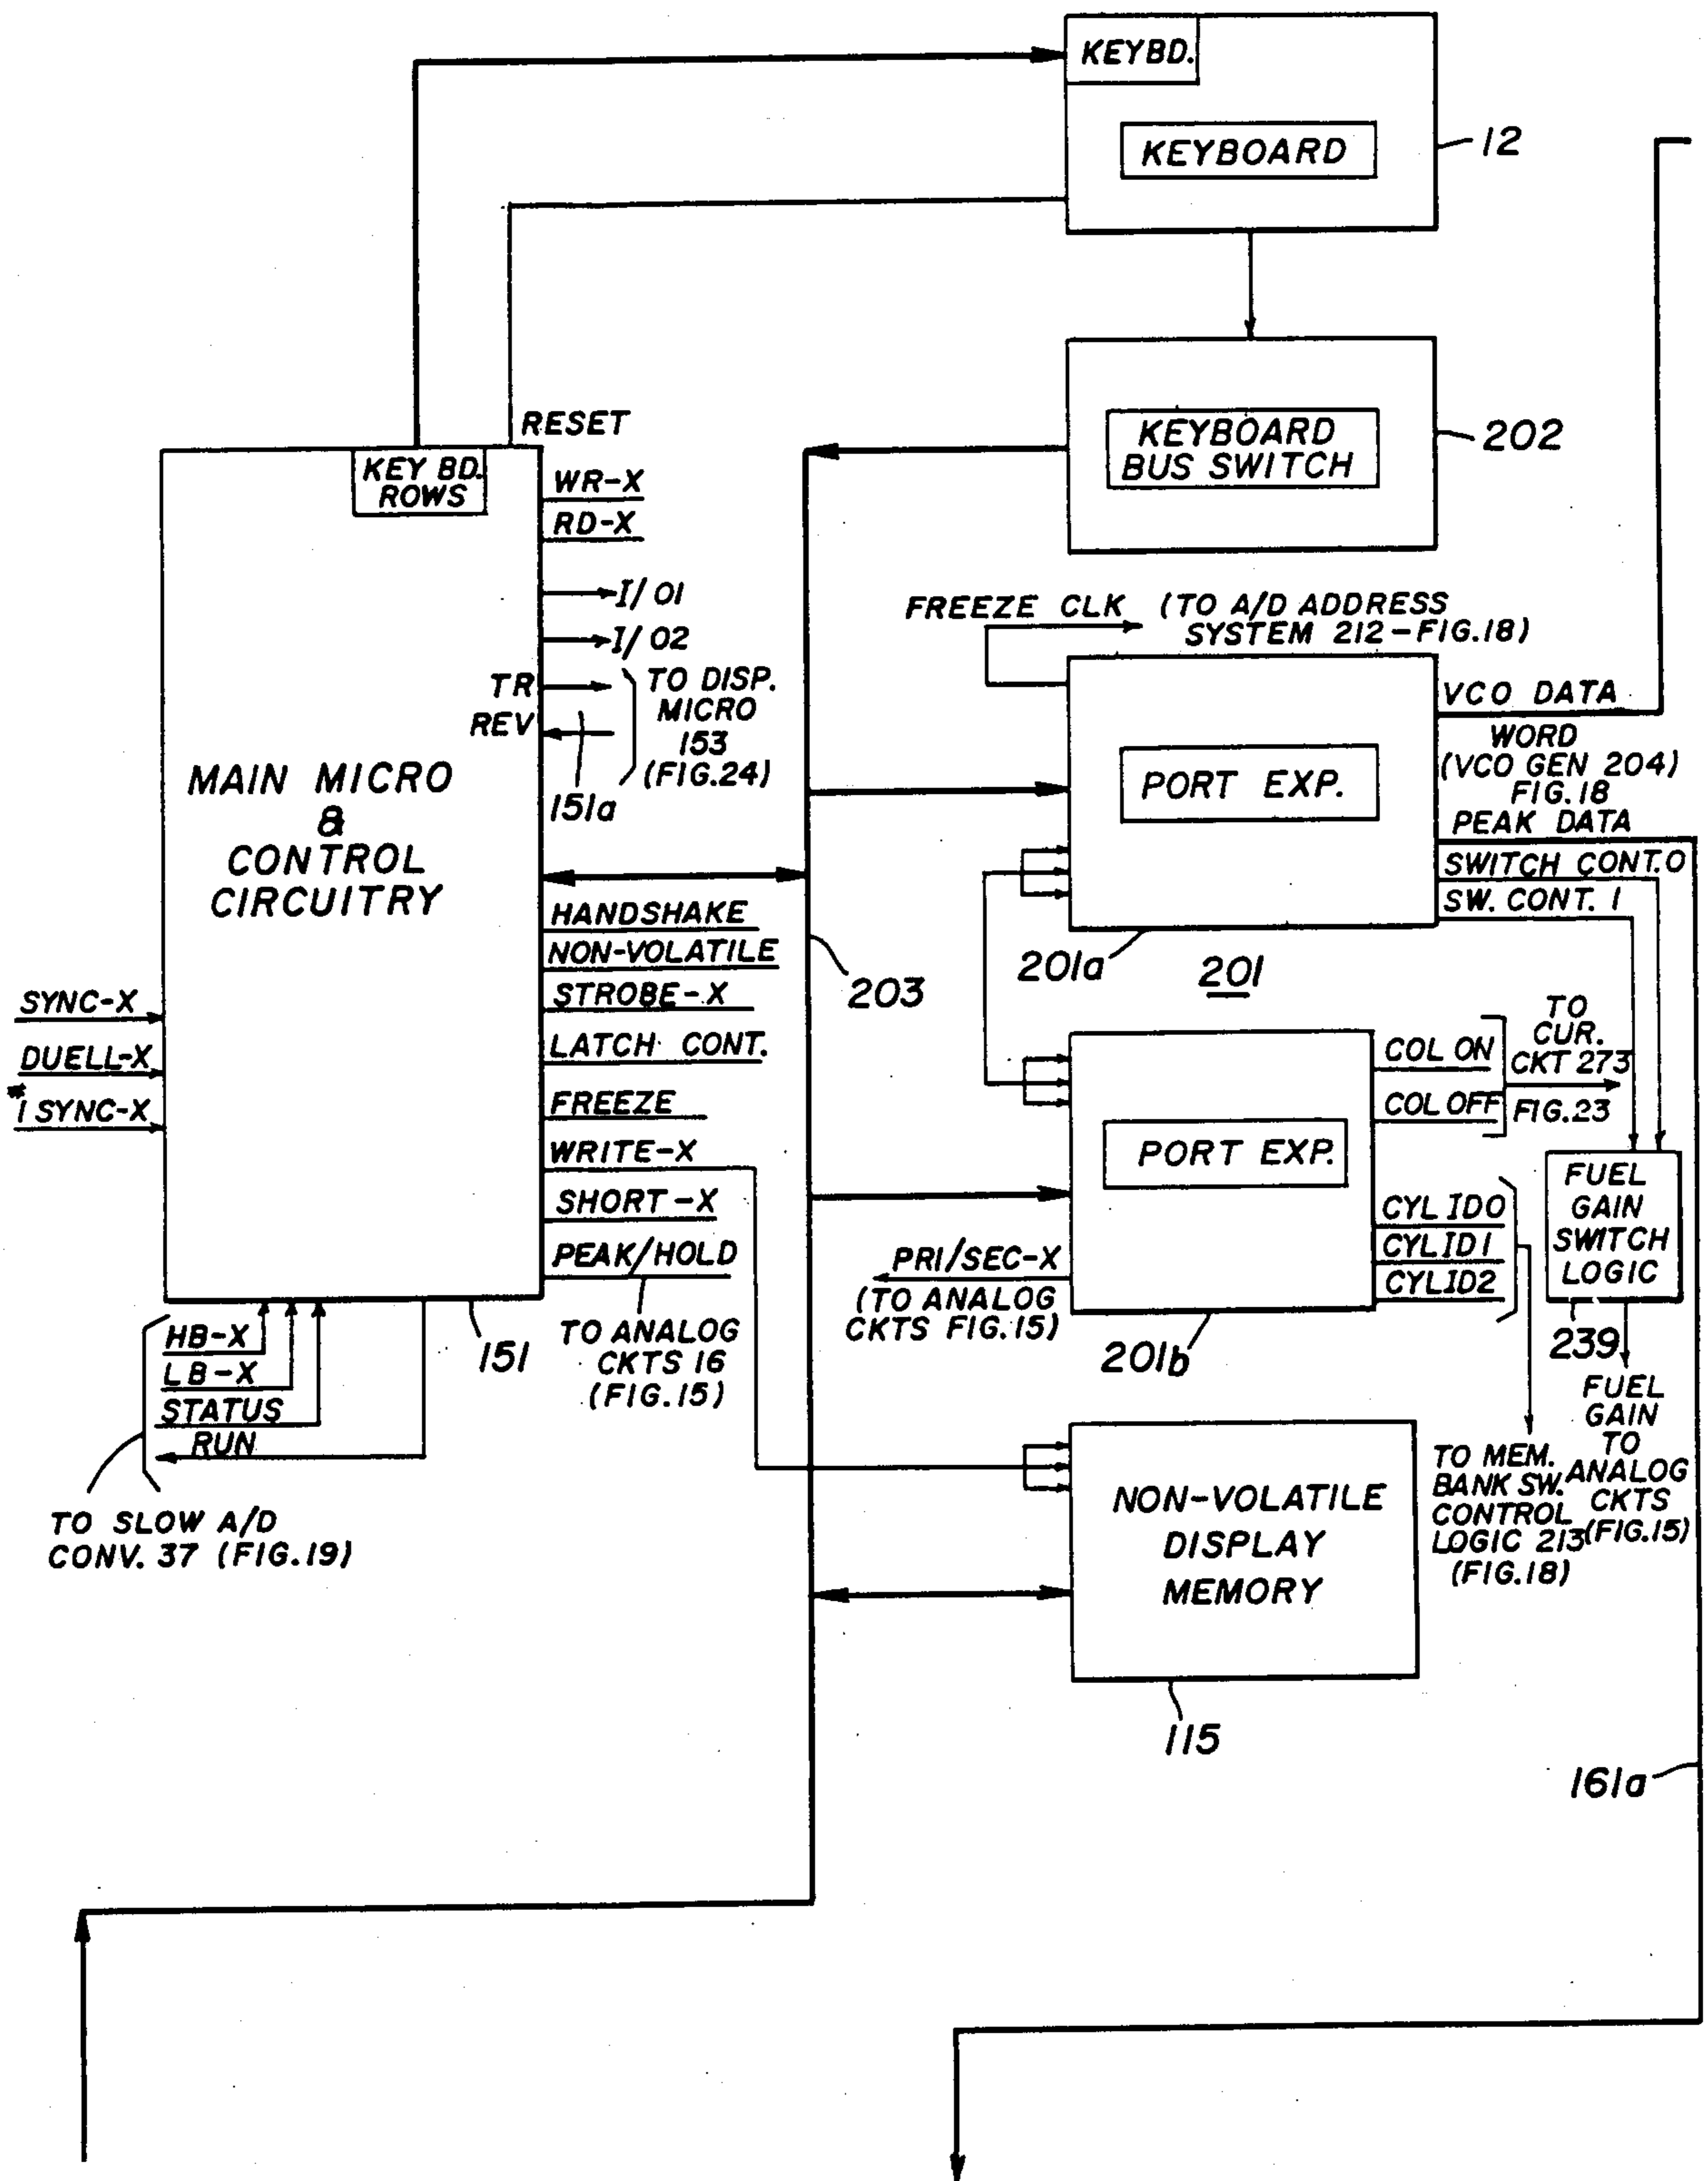 KEYBD.
KEYBOARD
12
KEYBOARD
BUS SWITCH
202
RESET
KEY BD.
ROWS
WR-X
RD-X
I/01
I/02
TR
REV
TO DISP.
MICRO
153
(FIG.24)
151a
MAIN MICRO
&
CONTROL
CIRCUITRY
HANDSHAKE
NON-VOLATILE
STROBE-X
LATCH CONT.
FREEZE
WRITE-X
SHORT-X
PEAK/HOLD
TO ANALOG
CKTS 16
(FIG.15)
151
SYNC-X
DUELL-X
#1 SYNC-X
HB-X
LB-X
STATUS
RUN
TO SLOW A/D
CONV. 37 (FIG.19)
203
FREEZE CLK (TO A/D ADDRESS
SYSTEM 212-FIG.18)
PORT EXP.
VCO DATA
WORD
(VCO GEN 204)
FIG.18
PEAK DATA
SWITCH CONT.0
SW. CONT. 1
201a
201
PORT EXP.
COL ON
COL OFF
TO
CUR.
CKT 273
FIG.23
CYL ID0
CYLID1
CYLID2
PRI/SEC-X
(TO ANALOG
CKTS FIG.15)
201b
FUEL
GAIN
SWITCH
LOGIC
239
FUEL
GAIN
TO
ANALOG
CKTS
(FIG.15)
TO MEM.
BANK SW.
CONTROL
LOGIC 213
(FIG.18)
NON-VOLATILE
DISPLAY
MEMORY
115
161a